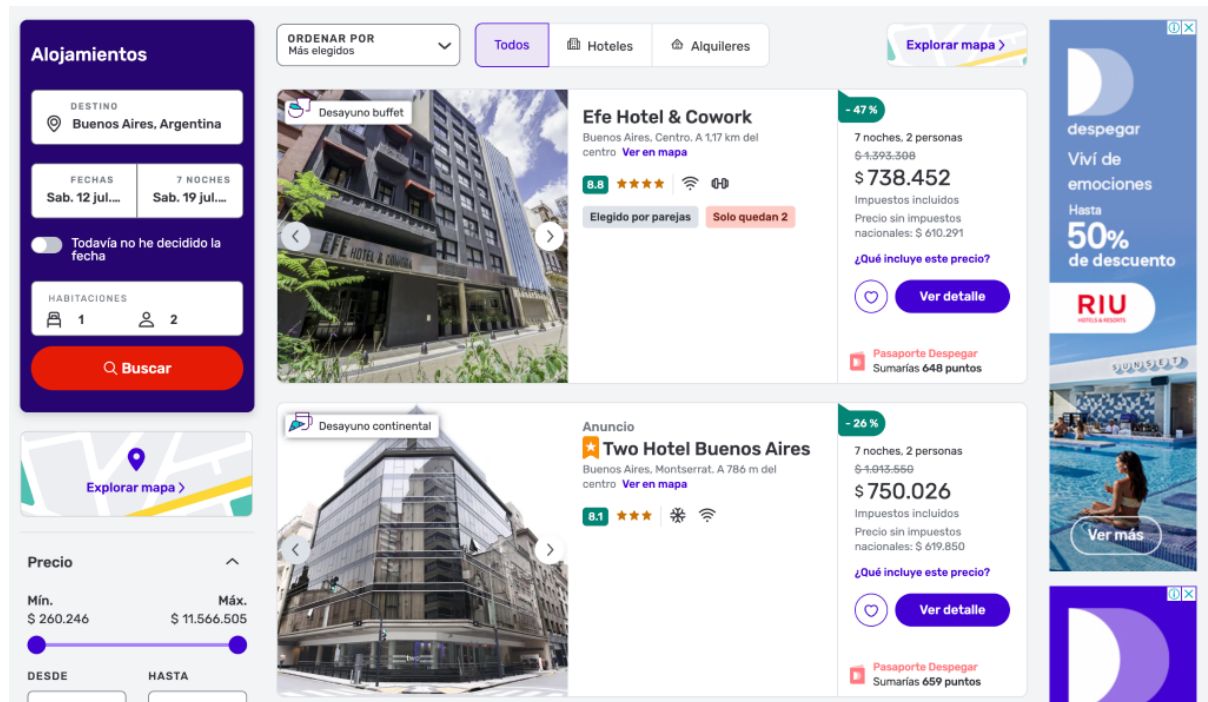 Alojamientos
DESTINO
Buenos Aires, Argentina
FECHAS
Sab. 12 jul....
7 NOCHES
Sab. 19 jul....
Todavía no he decidido la
fecha
HABITACIONES
1
2
Buscar
Explorar mapa
Precio
Mín.
$ 260.246
Máx.
$ 11.566.505
DESDE
HASTA
ORDENAR POR
Más elegidos
Todos
Hoteles
Alquileres
Explorar mapa
Desayuno buffet
EFE HOTEL & COWORK
Efe Hotel & Cowork
Buenos Aires, Centro. A 1,17 km del
centro Ver en mapa
8.8
Elegido por parejas
Solo quedan 2
- 47 %
7 noches, 2 personas
$ 1.393.308
$ 738.452
Impuestos incluidos
Precio sin impuestos
nacionales: $ 610.291
¿Qué incluye este precio?
Ver detalle
Pasaporte Despegar
Sumarías 648 puntos
Desayuno continental
two
Anuncio
Two Hotel Buenos Aires
Buenos Aires, Montserrat. A 786 m del
centro Ver en mapa
8.1
- 26 %
7 noches, 2 personas
$ 1.013.550
$ 750.026
Impuestos incluidos
Precio sin impuestos
nacionales: $ 619.850
¿Qué incluye este precio?
Ver detalle
Pasaporte Despegar
Sumarías 659 puntos
despegar
Viví de
emociones
Hasta
50%
de descuento
RIU
HOTELS & RESORTS
SUNSET
Ver más